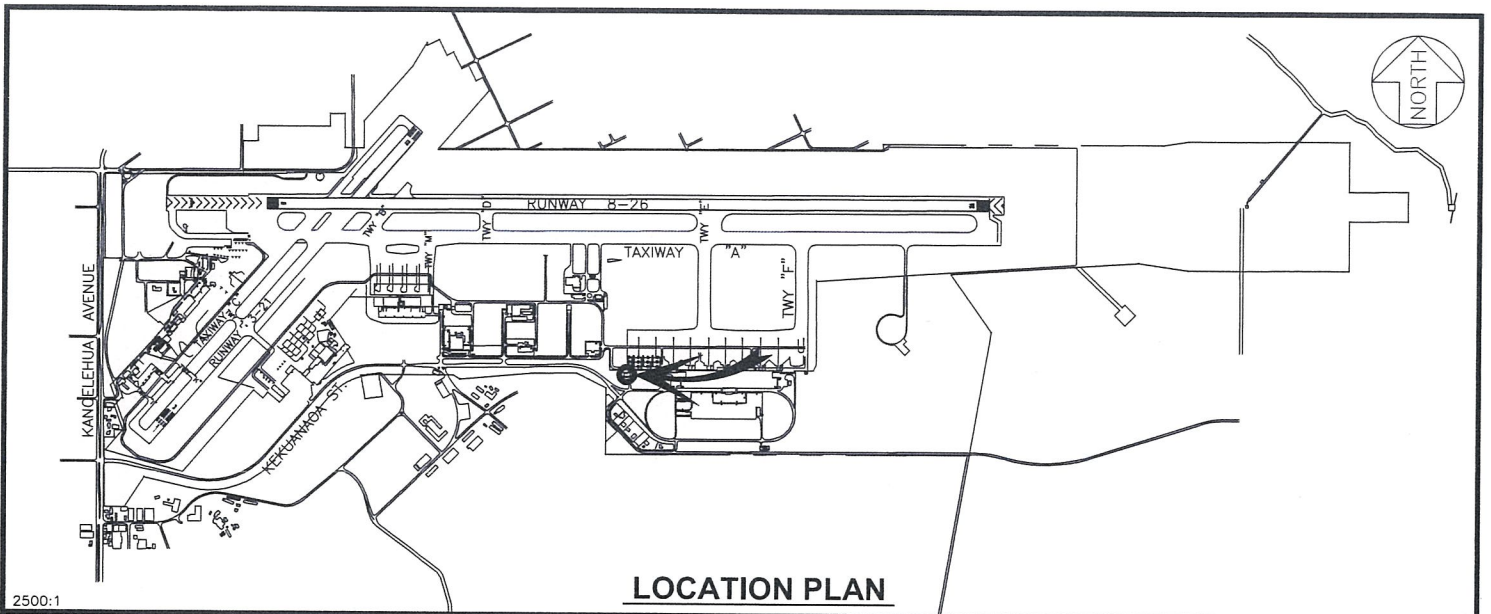 NORTH
RUNWAY 8-26
TWY "D"
TWY "E"
TWY "M"
TAXIWAY "A"
TWY "F"
KANOELEHUA AVENUE
TAXIWAY C
RUNWAY 3-21
KEKUANAOA ST.
LOCATION PLAN
2500:1